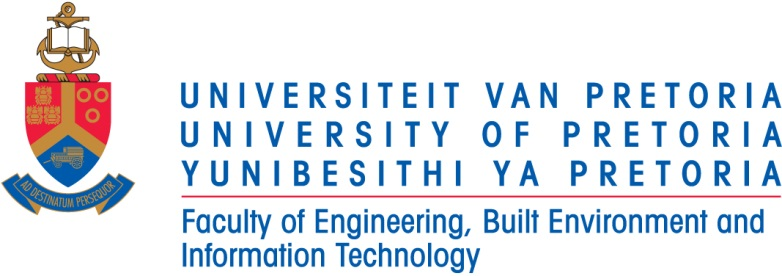 AD DESTINATUM PERSEQUOR
UNIVERSITEIT VAN PRETORIA
UNIVERSITY OF PRETORIA
YUNIBESITHI YA PRETORIA
Faculty of Engineering, Built Environment and
Information Technology